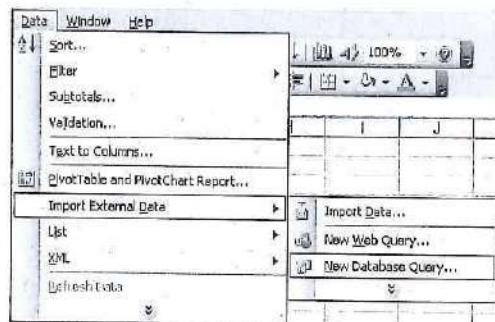 Data Window Help
Sort...
100%
Filter
Subtotals...
Validation...
I J
Text to Columns...
PivotTable and PivotChart Report...
Import External Data
Import Data...
List
New Web Query...
XML
New Database Query...
Refresh Data